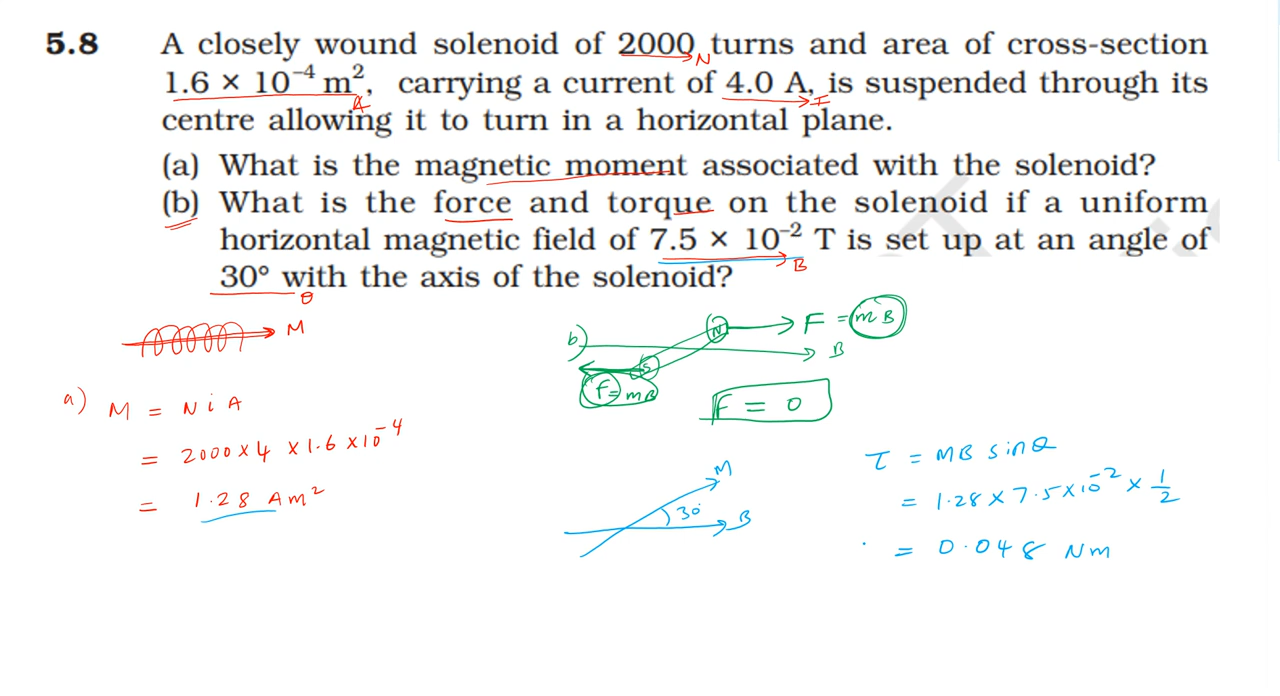 5.8 A closely wound solenoid of 2000 turns and area of cross-section
N
1.6 × 10⁻⁴ m², carrying a current of 4.0 A, is suspended through its
A I
centre allowing it to turn in a horizontal plane.
(a) What is the magnetic moment associated with the solenoid?
(b) What is the force and torque on the solenoid if a uniform
horizontal magnetic field of 7.5 × 10⁻² T is set up at an angle of
B
30° with the axis of the solenoid?
θ
M
b) N F = mB
B
S
f = mB
F = 0
a) M = N i A
= 2000 × 4 × 1.6 × 10⁻⁴
= 1.28 Am²
M
30°
B
τ = MB sinθ
= 1.28 × 7.5 × 10⁻² × 1/2
= 0.048 Nm